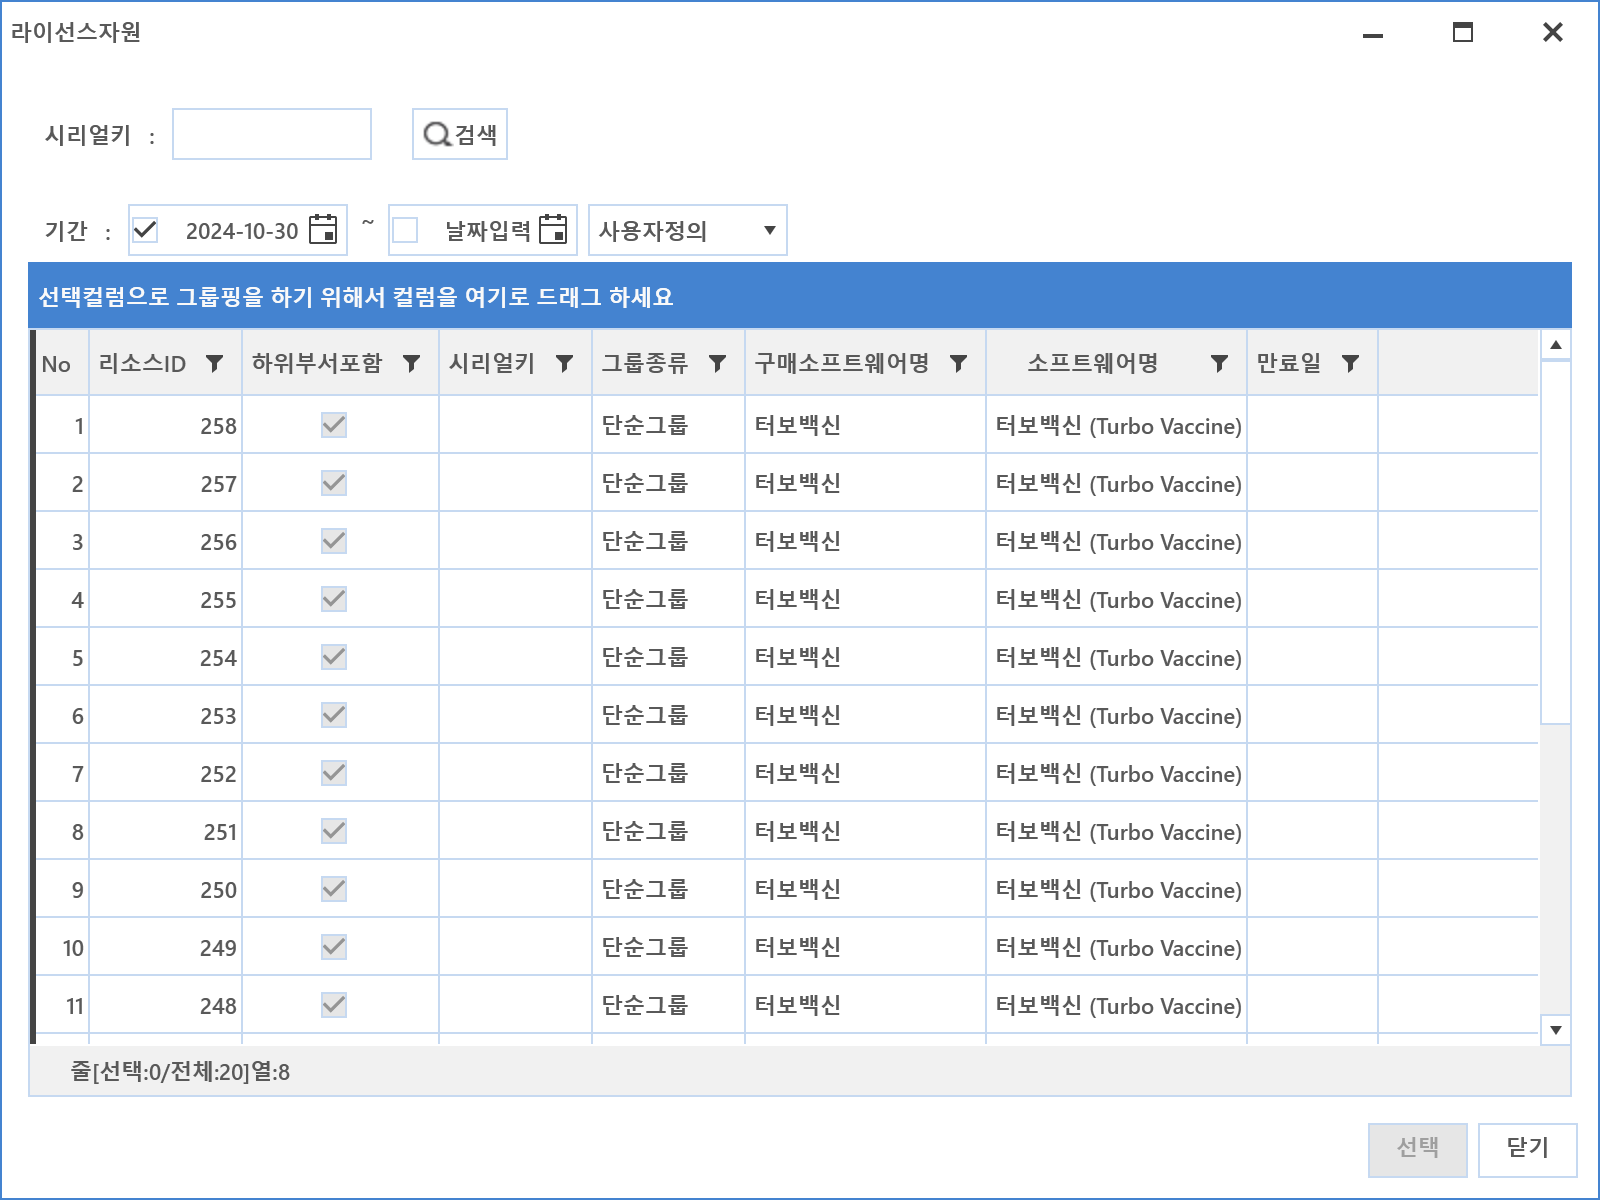 라이선스자원
시리얼키 :
검색
기간 : 2024-10-30 ~ 날짜입력 사용자정의
선택컬럼으로 그룹핑을 하기 위해서 컬럼을 여기로 드래그 하세요
No 리소스ID 하위부서포함 시리얼키 그룹종류 구매소프트웨어명 소프트웨어명 만료일
1 258 단순그룹 터보백신 터보백신 (Turbo Vaccine)
2 257 단순그룹 터보백신 터보백신 (Turbo Vaccine)
3 256 단순그룹 터보백신 터보백신 (Turbo Vaccine)
4 255 단순그룹 터보백신 터보백신 (Turbo Vaccine)
5 254 단순그룹 터보백신 터보백신 (Turbo Vaccine)
6 253 단순그룹 터보백신 터보백신 (Turbo Vaccine)
7 252 단순그룹 터보백신 터보백신 (Turbo Vaccine)
8 251 단순그룹 터보백신 터보백신 (Turbo Vaccine)
9 250 단순그룹 터보백신 터보백신 (Turbo Vaccine)
10 249 단순그룹 터보백신 터보백신 (Turbo Vaccine)
11 248 단순그룹 터보백신 터보백신 (Turbo Vaccine)
줄[선택:0/전체:20]열:8
선택 닫기